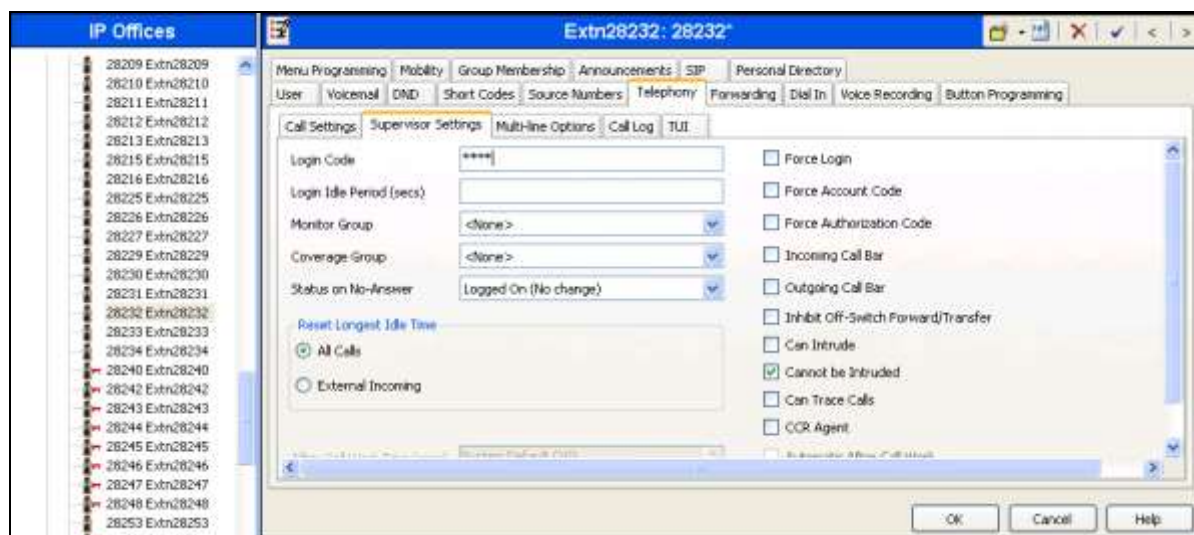 IP Offices
28209 Extn28209
28210 Extn28210
28211 Extn28211
28212 Extn28212
28213 Extn28213
28215 Extn28215
28216 Extn28216
28225 Extn28225
28226 Extn28226
28227 Extn28227
28229 Extn28229
28230 Extn28230
28231 Extn28231
28232 Extn28232
28233 Extn28233
28234 Extn28234
28240 Extn28240
28242 Extn28242
28243 Extn28243
28244 Extn28244
28245 Extn28245
28246 Extn28246
28247 Extn28247
28248 Extn28248
28253 Extn28253
Extn28232: 28232*
Menu Programming Mobility Group Membership Announcements SIP Personal Directory
User Voicemail DND Short Codes Source Numbers Telephony Forwarding Dial In Voice Recording Button Programming
Call Settings Supervisor Settings Multi-line Options Call Log TUI
Login Code ****
Login Idle Period (secs)
Monitor Group <None>
Coverage Group <None>
Status on No-Answer Logged On (No change)
Reset Longest Idle Time
All Calls
External Incoming
Force Login
Force Account Code
Force Authorization Code
Incoming Call Bar
Outgoing Call Bar
Inhibit Off-Switch Forward/Transfer
Can Intrude
Cannot be Intruded
Can Trace Calls
CCR Agent
Automatic After Call Work
OK Cancel Help